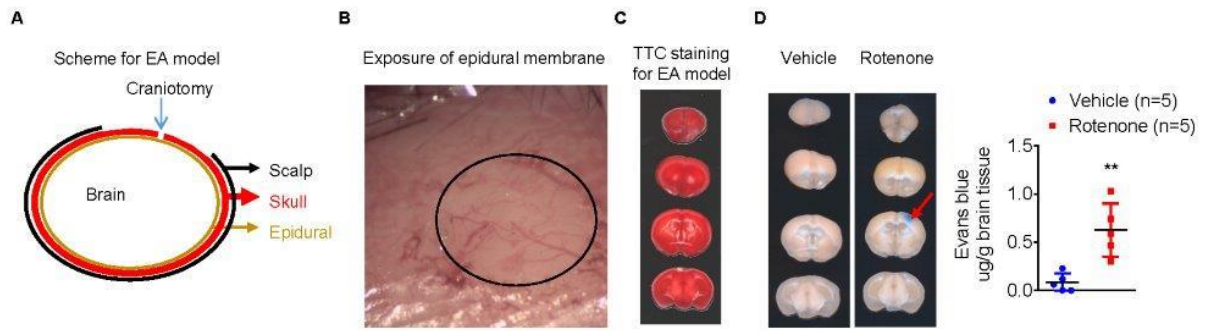 A
Scheme for EA model
Craniotomy
Brain
Scalp
Skull
Epidural
B
Exposure of epidural membrane
C
TTC staining
for EA model
D
Vehicle
Rotenone
Vehicle (n=5)
Rotenone (n=5)
Evans blue
ug/g brain tissue
1.5
1.0
0.5
0.0
**